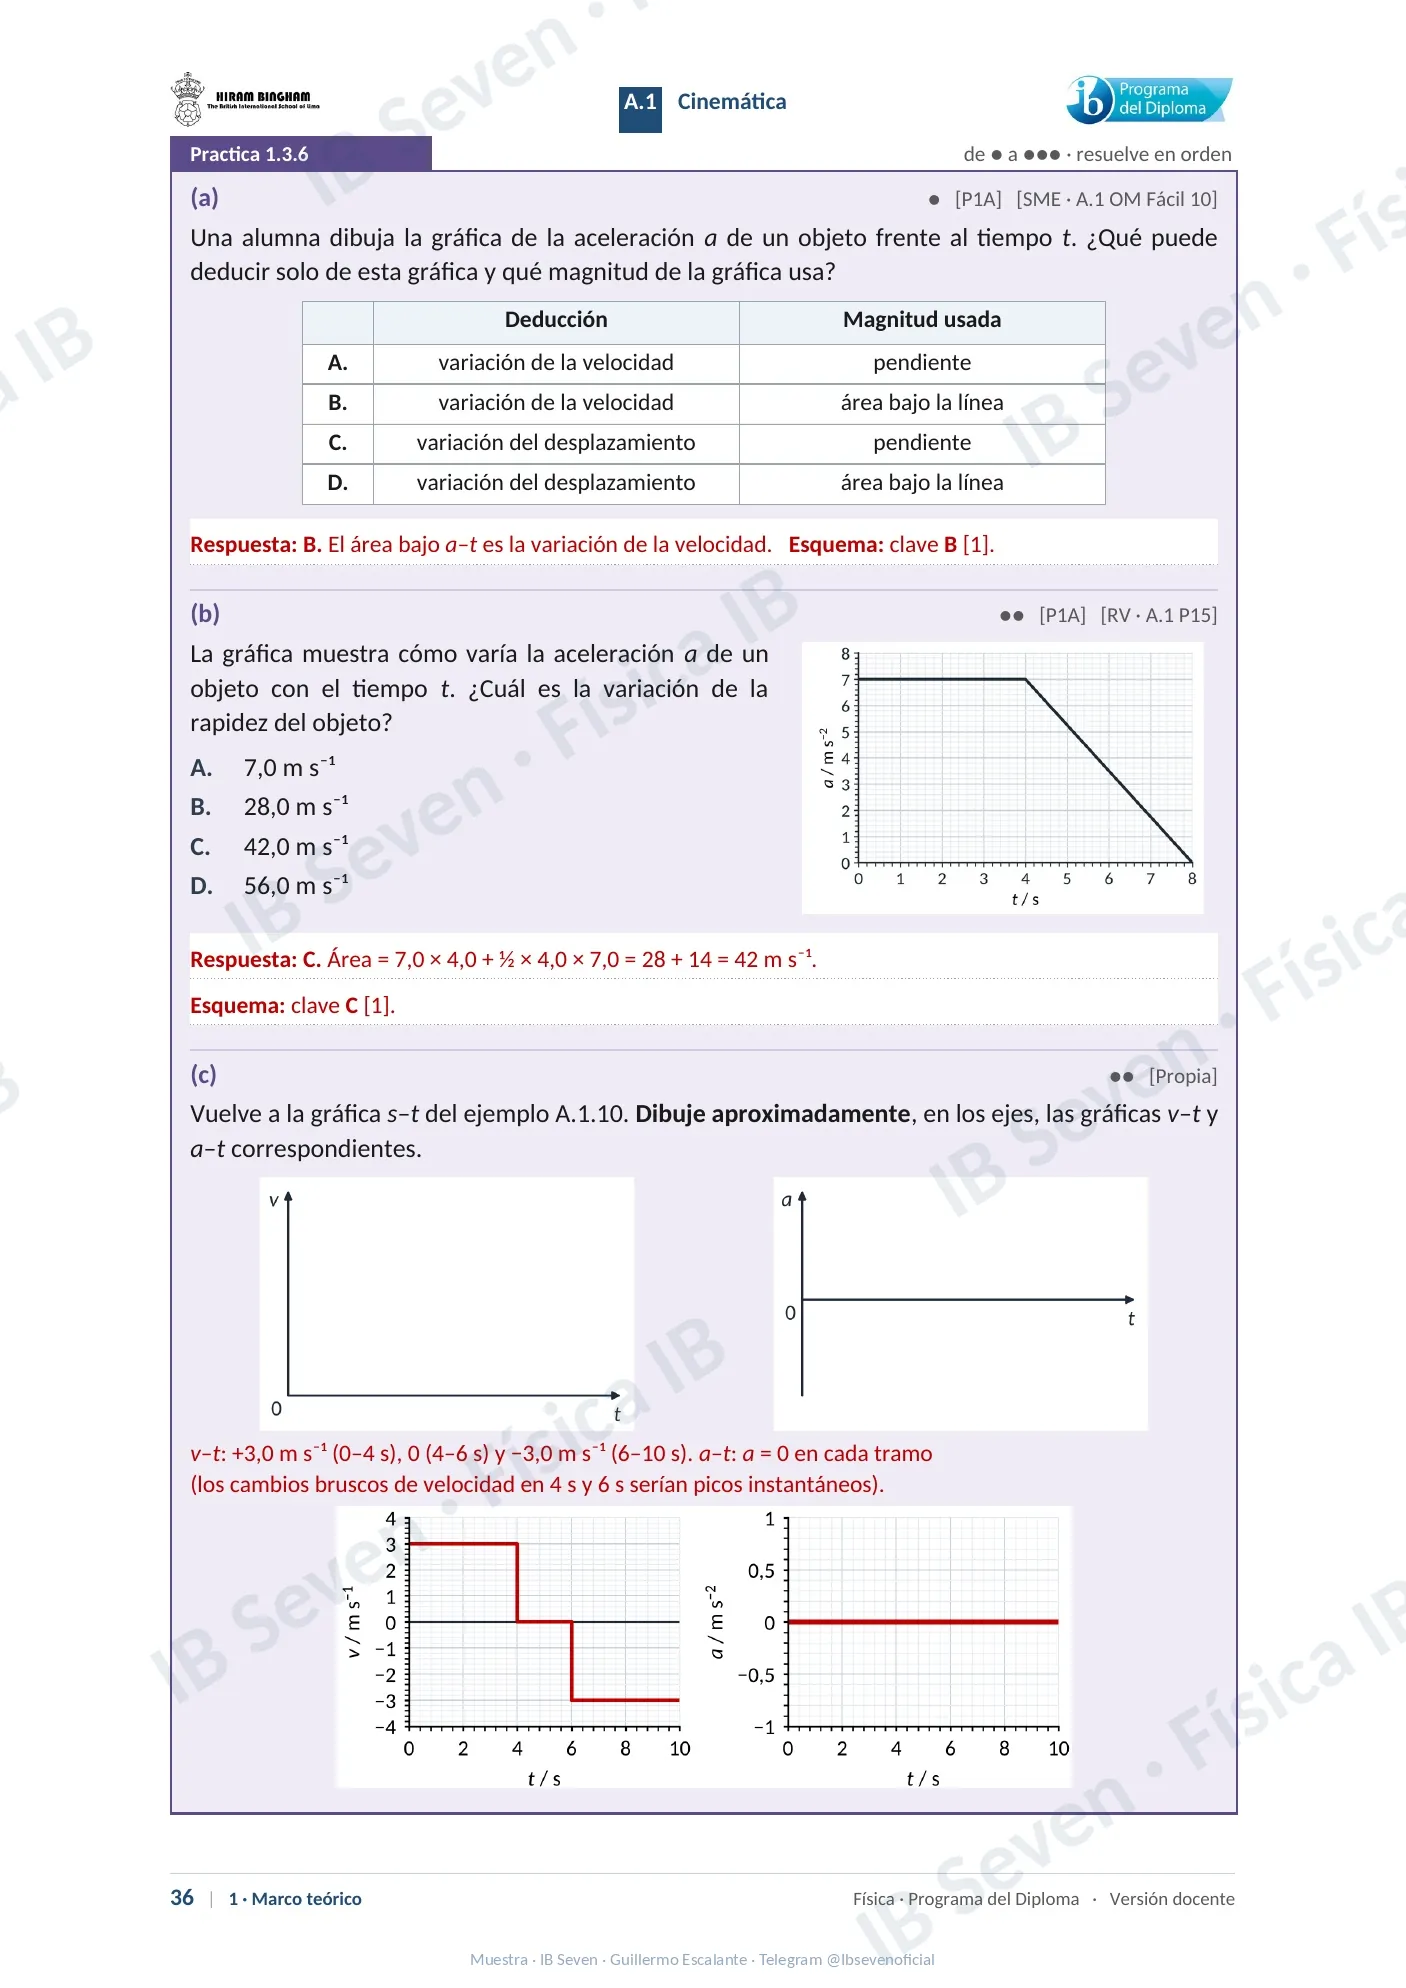 HIRAM BINGHAM
The British International School of Lima
A.1 Cinemática
ib Programa
del Diploma
Practica 1.3.6
de ● a ●●● · resuelve en orden
(a)
● [P1A] [SME · A.1 OM Fácil 10]
Una alumna dibuja la gráfica de la aceleración a de un objeto frente al tiempo t. ¿Qué puede
deducir solo de esta gráfica y qué magnitud de la gráfica usa?
Deducción Magnitud usada
A. variación de la velocidad pendiente
B. variación de la velocidad área bajo la línea
C. variación del desplazamiento pendiente
D. variación del desplazamiento área bajo la línea
Respuesta: B. El área bajo a–t es la variación de la velocidad. Esquema: clave B [1].
(b)
●● [P1A] [RV · A.1 P15]
La gráfica muestra cómo varía la aceleración a de un
objeto con el tiempo t. ¿Cuál es la variación de la
rapidez del objeto?
A. 7,0 m s⁻¹
B. 28,0 m s⁻¹
C. 42,0 m s⁻¹
D. 56,0 m s⁻¹
8
7
6
5
4
3
2
1
0
a / m s⁻²
0 1 2 3 4 5 6 7 8
t / s
Respuesta: C. Área = 7,0 × 4,0 + ½ × 4,0 × 7,0 = 28 + 14 = 42 m s⁻¹.
Esquema: clave C [1].
(c)
●● [Propia]
Vuelve a la gráfica s–t del ejemplo A.1.10. Dibuje aproximadamente, en los ejes, las gráficas v–t y
a–t correspondientes.
v
0
t
a
0
t
v–t: +3,0 m s⁻¹ (0–4 s), 0 (4–6 s) y −3,0 m s⁻¹ (6–10 s). a–t: a = 0 en cada tramo
(los cambios bruscos de velocidad en 4 s y 6 s serían picos instantáneos).
4
3
2
1
0
−1
−2
−3
−4
v / m s⁻¹
0 2 4 6 8 10
t / s
1
0,5
0
−0,5
−1
a / m s⁻²
0 2 4 6 8 10
t / s
36 | 1 · Marco teórico
Física · Programa del Diploma · Versión docente
Muestra · IB Seven · Guillermo Escalante · Telegram @Ibsevenoficial
IB Seven · Física IB